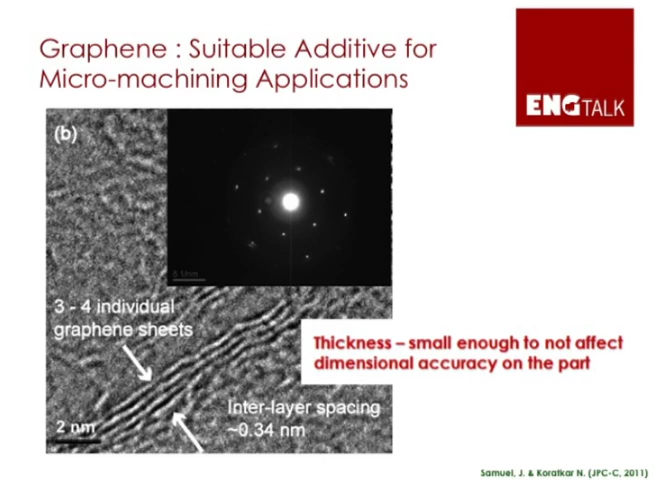 Graphene : Suitable Additive for
Micro-machining Applications
ENGTALK
(b)
3 - 4 individual
graphene sheets
Thickness – small enough to not affect
dimensional accuracy on the part
Inter-layer spacing
~0.34 nm
2 nm
Samuel, J. & Koratkar N. (JPC-C, 2011)